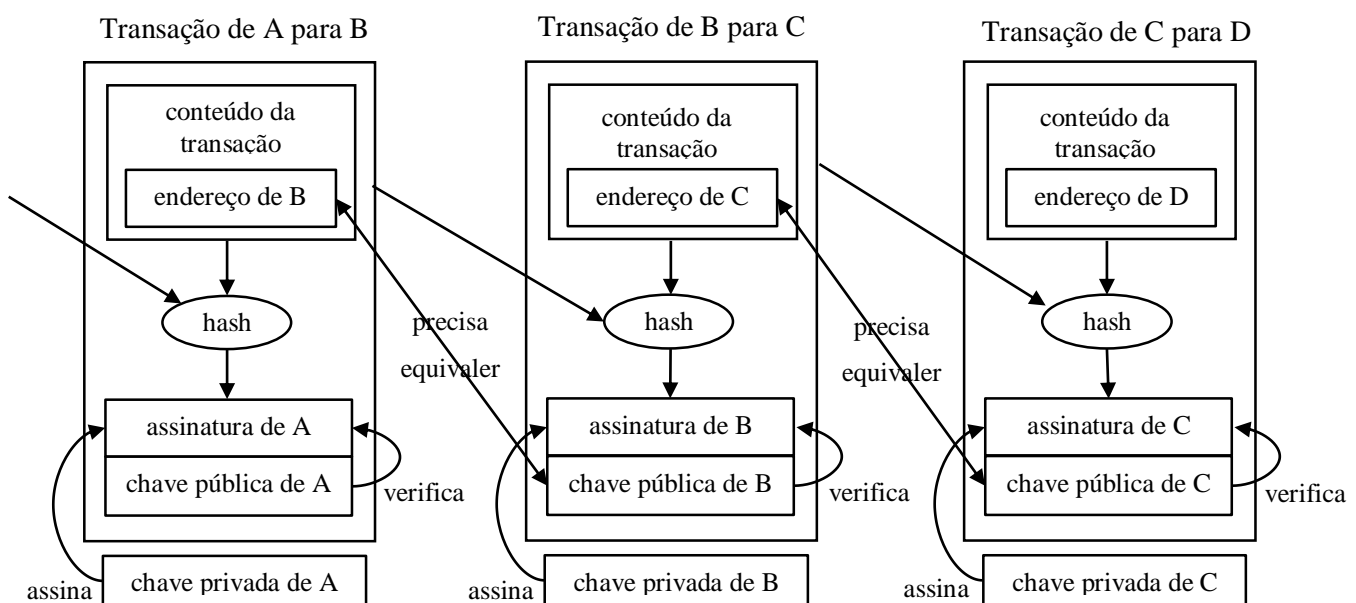 Transação de A para B
conteúdo da
transação
endereço de B
hash
assinatura de A
chave pública de A
verifica
assina
chave privada de A
precisa
equivaler
Transação de B para C
conteúdo da
transação
endereço de C
hash
assinatura de B
chave pública de B
verifica
assina
chave privada de B
precisa
equivaler
Transação de C para D
conteúdo da
transação
endereço de D
hash
assinatura de C
chave pública de C
verifica
assina
chave privada de C